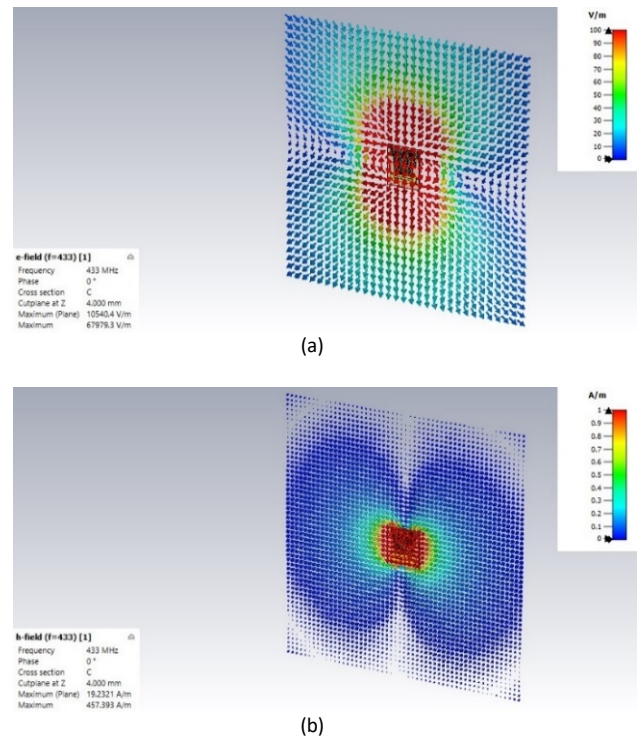 V/m
100
90
80
70
60
50
40
30
20
10
0
e-field (f=433) [1]
Frequency 433 MHz
Phase 0 °
Cross section C
Cutplane at Z 4.000 mm
Maximum (Plane) 10540.4 V/m
Maximum 67979.3 V/m
(a)
A/m
1
0.9
0.8
0.7
0.6
0.5
0.4
0.3
0.2
0.1
0
h-field (f=433) [1]
Frequency 433 MHz
Phase 0 °
Cross section C
Cutplane at Z 4.000 mm
Maximum (Plane) 19.2321 A/m
Maximum 457.393 A/m
(b)